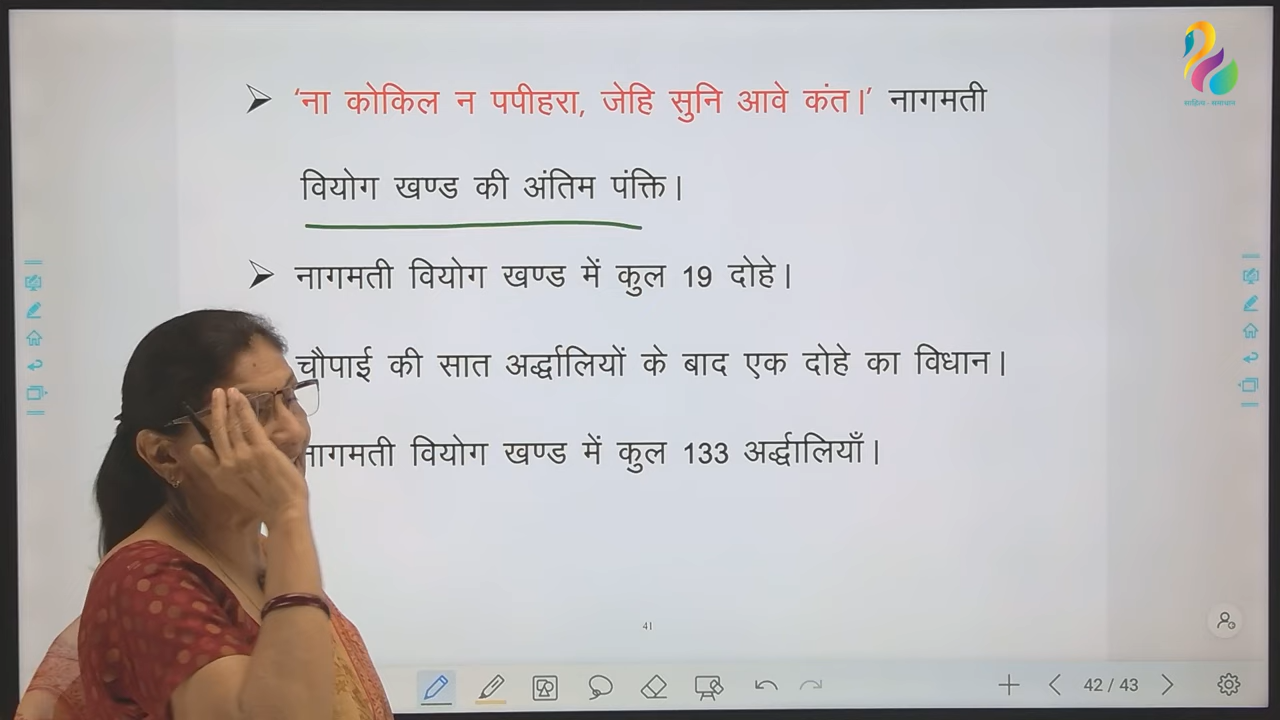 ➢ ‘ना कोकिल न पपीहरा, जेहि सुनि आवे कंत।’ नागमती
वियोग खण्ड की अंतिम पंक्ति।
➢ नागमती वियोग खण्ड में कुल 19 दोहे।
चौपाई की सात अर्द्धालियों के बाद एक दोहे का विधान।
नागमती वियोग खण्ड में कुल 133 अर्द्धालियाँ।
41
42 / 43